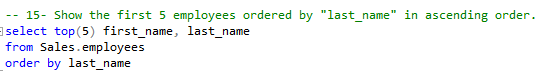 -- 15- Show the first 5 employees ordered by "last_name" in ascending order.
select top(5) first_name, last_name
from Sales.employees
order by last_name